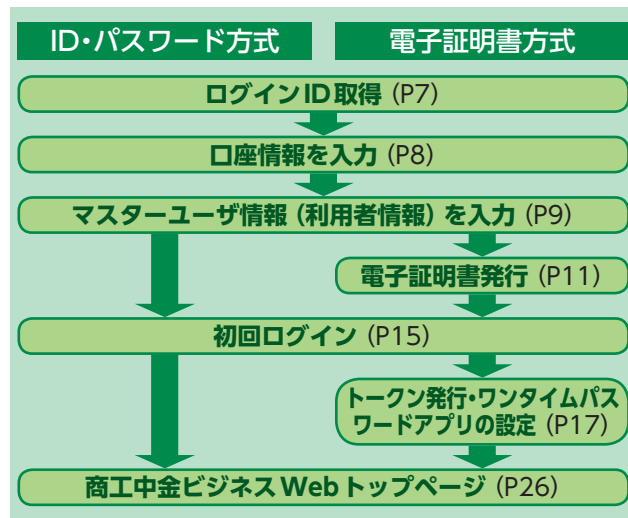 ID・パスワード方式
電子証明書方式
ログインID取得 (P7)
口座情報を入力 (P8)
マスターユーザ情報（利用者情報）を入力 (P9)
電子証明書発行 (P11)
初回ログイン (P15)
トークン発行・ワンタイムパス
ワードアプリの設定 (P17)
商工中金ビジネスWebトップページ (P26)